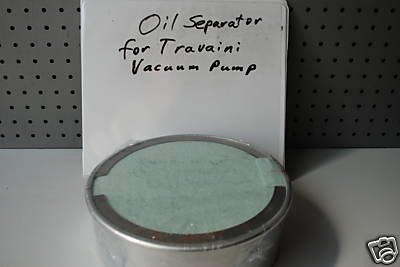 Oil Separator
for Travaini
Vacuum Pump